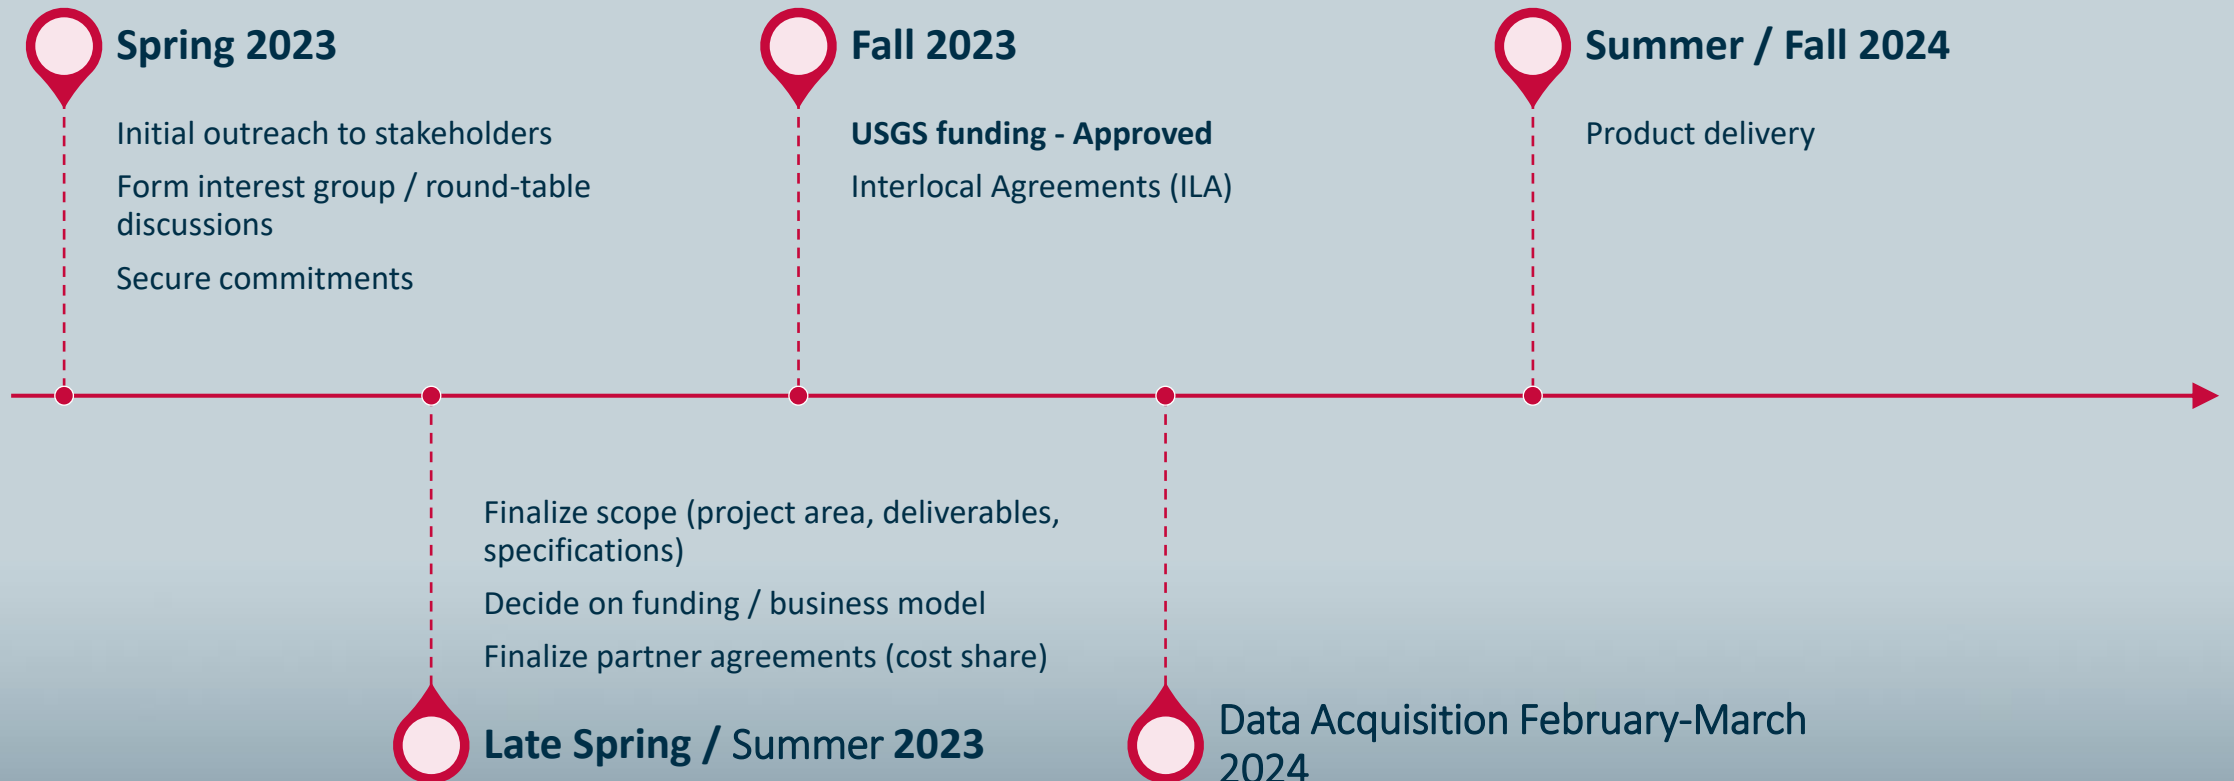 Spring 2023
Initial outreach to stakeholders
Form interest group / round-table
discussions
Secure commitments
Late Spring / Summer 2023
Finalize scope (project area, deliverables,
specifications)
Decide on funding / business model
Finalize partner agreements (cost share)
Fall 2023
USGS funding - Approved
Interlocal Agreements (ILA)
Data Acquisition February-March
2024
Summer / Fall 2024
Product delivery